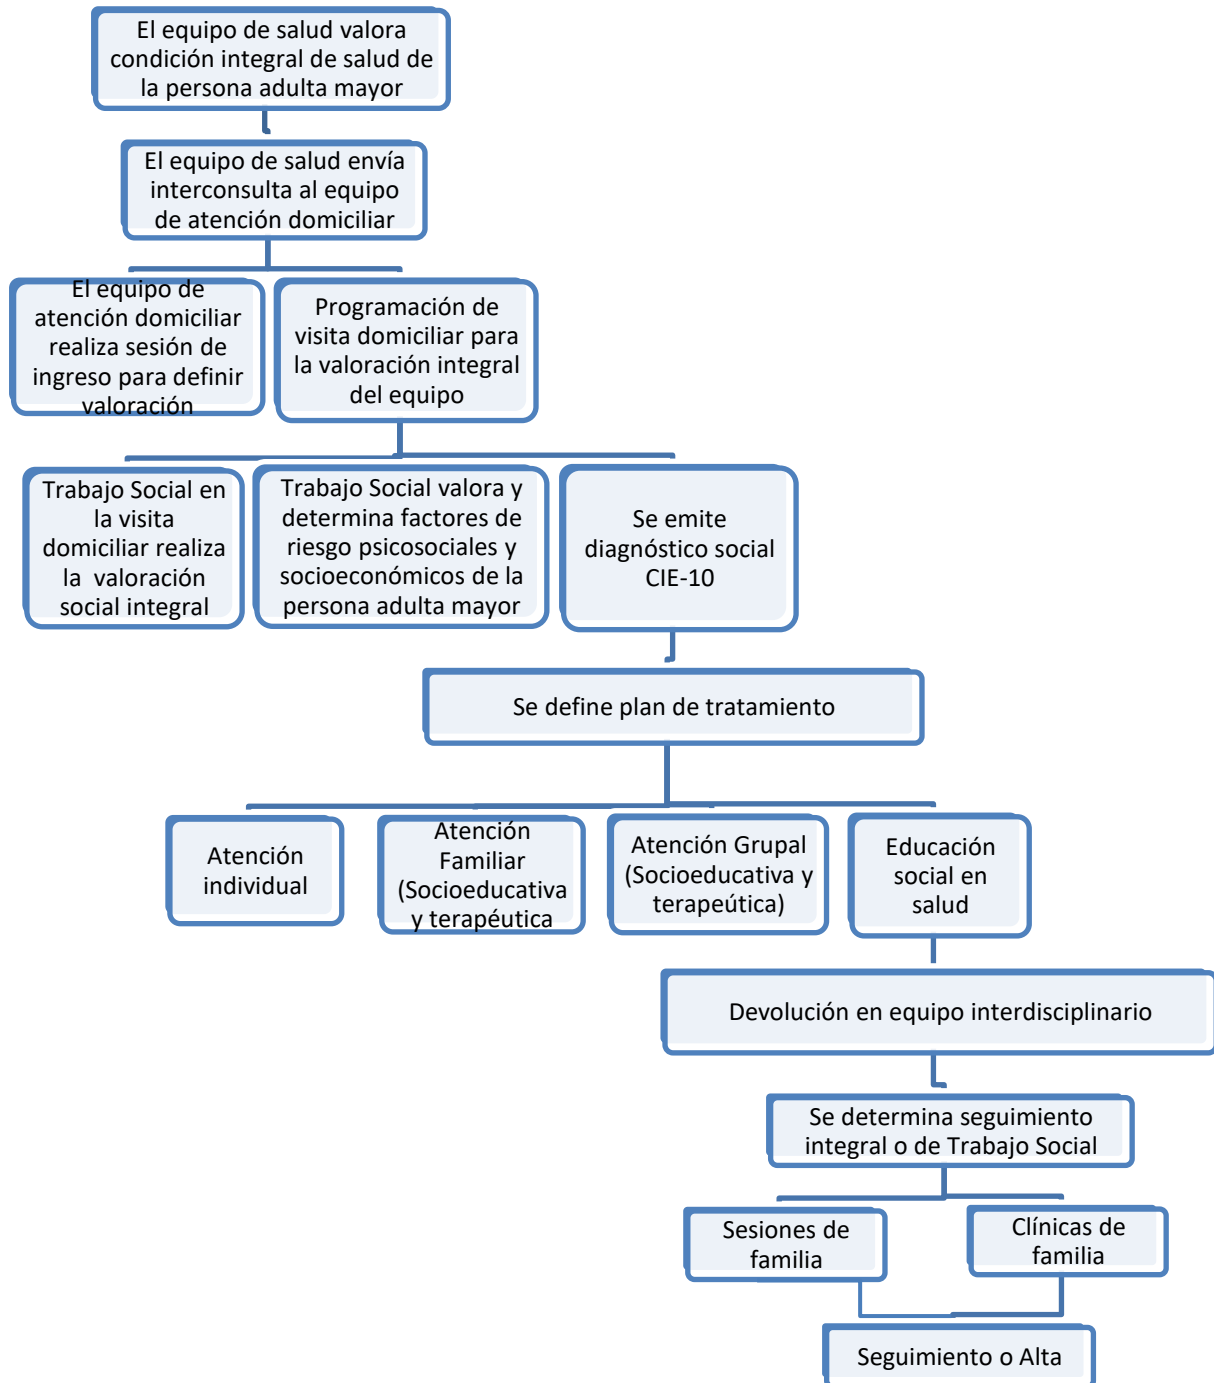 El equipo de salud valora
condición integral de salud de
la persona adulta mayor
El equipo de salud envía
interconsulta al equipo
de atención domiciliar
El equipo de
atención domiciliar
realiza sesión de
ingreso para definir
valoración
Programación de
visita domiciliar para
la valoración integral
del equipo
Trabajo Social en
la visita
domiciliar realiza
la valoración
social integral
Trabajo Social valora y
determina factores de
riesgo psicosociales y
socioeconómicos de la
persona adulta mayor
Se emite
diagnóstico social
CIE-10
Se define plan de tratamiento
Atención
individual
Atención
Familiar
(Socioeducativa
y terapéutica
Atención Grupal
(Socioeducativa y
terapeútica)
Educación
social en
salud
Devolución en equipo interdisciplinario
Se determina seguimiento
integral o de Trabajo Social
Sesiones de
familia
Clínicas de
familia
Seguimiento o Alta